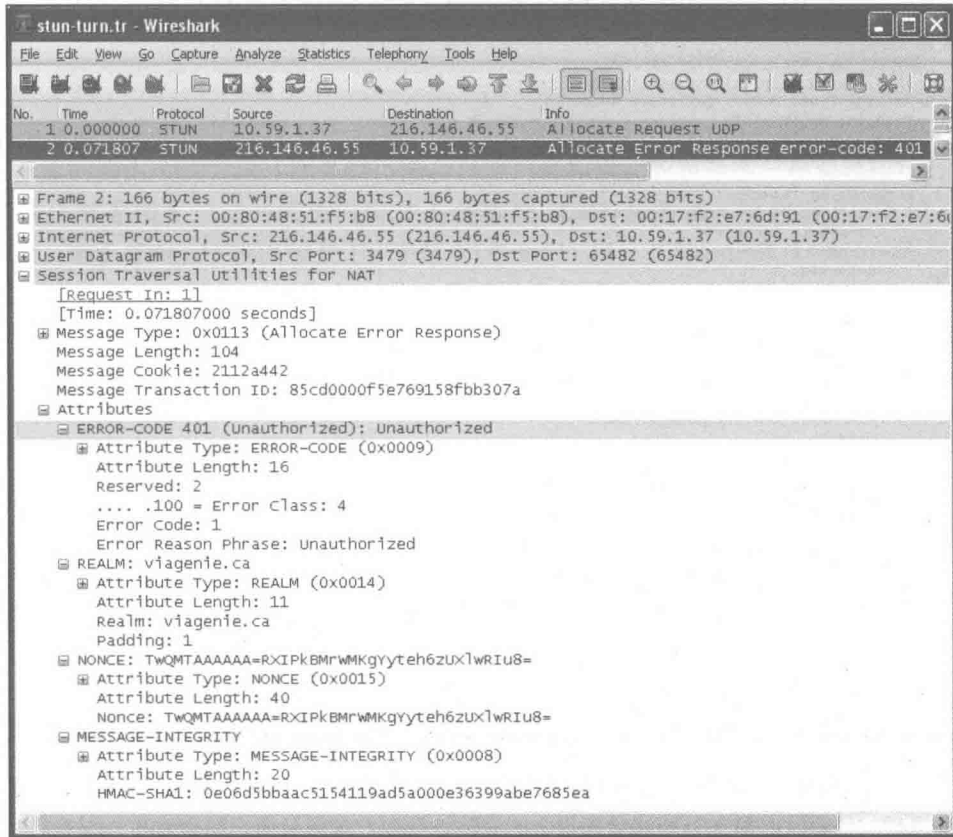 stun-turn.tr - Wireshark
File Edit View Go Capture Analyze Statistics Telephony Tools Help
No. Time Protocol Source Destination Info
1 0.000000 STUN 10.59.1.37 216.146.46.55 Allocate Request UDP
2 0.071807 STUN 216.146.46.55 10.59.1.37 Allocate Error Response error-code: 401
Frame 2: 166 bytes on wire (1328 bits), 166 bytes captured (1328 bits)
Ethernet II, Src: 00:80:48:51:f5:b8 (00:80:48:51:f5:b8), Dst: 00:17:f2:e7:6d:91 (00:17:f2:e7:6
Internet Protocol, Src: 216.146.46.55 (216.146.46.55), Dst: 10.59.1.37 (10.59.1.37)
User Datagram Protocol, Src Port: 3479 (3479), Dst Port: 65482 (65482)
Session Traversal Utilities for NAT
[Request In: 1]
[Time: 0.071807000 seconds]
Message Type: 0x0113 (Allocate Error Response)
Message Length: 104
Message Cookie: 2112a442
Message Transaction ID: 85cd0000f5e769158fbb307a
Attributes
ERROR-CODE 401 (Unauthorized): Unauthorized
Attribute Type: ERROR-CODE (0x0009)
Attribute Length: 16
Reserved: 2
.... .100 = Error Class: 4
Error Code: 1
Error Reason Phrase: Unauthorized
REALM: viagenie.ca
Attribute Type: REALM (0x0014)
Attribute Length: 11
Realm: viagenie.ca
Padding: 1
NONCE: TwQMTAAAAAA=RXIPkBMrWMKgYyteh6zUXlwRIu8=
Attribute Type: NONCE (0x0015)
Attribute Length: 40
Nonce: TwQMTAAAAAA=RXIPkBMrWMKgYyteh6zUXlwRIu8=
MESSAGE-INTEGRITY
Attribute Type: MESSAGE-INTEGRITY (0x0008)
Attribute Length: 20
HMAC-SHA1: 0e06d5bbaac5154119ad5a000e36399abe7685ea